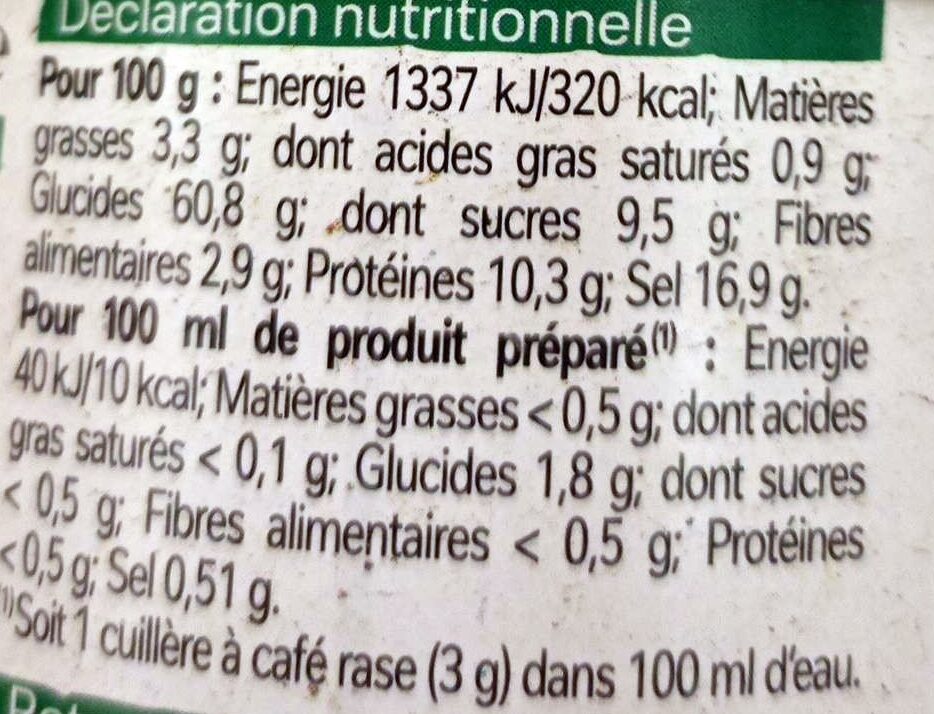 Déclaration nutritionnelle
Pour 100 g : Energie 1337 kJ/320 kcal; Matières
grasses 3,3 g; dont acides gras saturés 0,9 g;
Glucides 60,8 g; dont sucres 9,5 g; Fibres
alimentaires 2,9 g; Protéines 10,3 g; Sel 16,9 g.
Pour 100 ml de produit préparé(1) : Energie
40 kJ/10 kcal; Matières grasses < 0,5 g; dont acides
gras saturés < 0,1 g; Glucides 1,8 g; dont sucres
< 0,5 g; Fibres alimentaires < 0,5 g; Protéines
<0,5 g; Sel 0,51 g.
(1)Soit 1 cuillère à café rase (3 g) dans 100 ml d'eau.